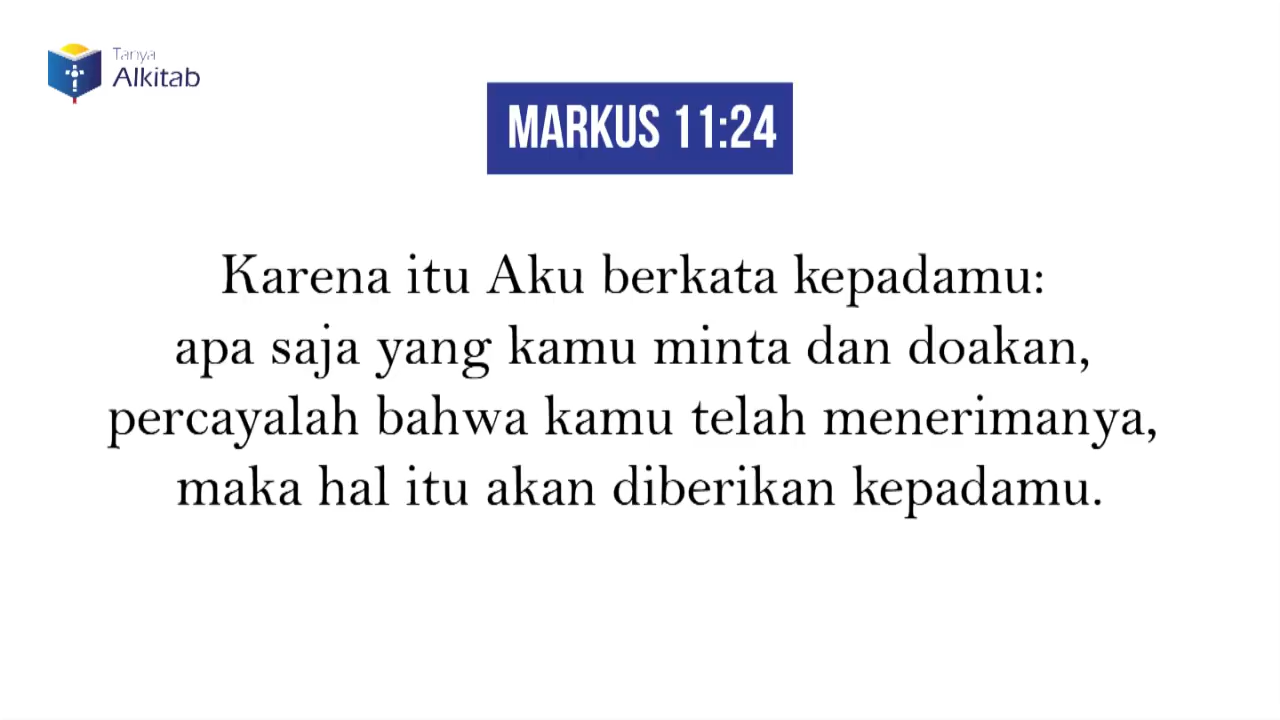 Tanya
Alkitab
MARKUS 11:24
Karena itu Aku berkata kepadamu:
apa saja yang kamu minta dan doakan,
percayalah bahwa kamu telah menerimanya,
maka hal itu akan diberikan kepadamu.